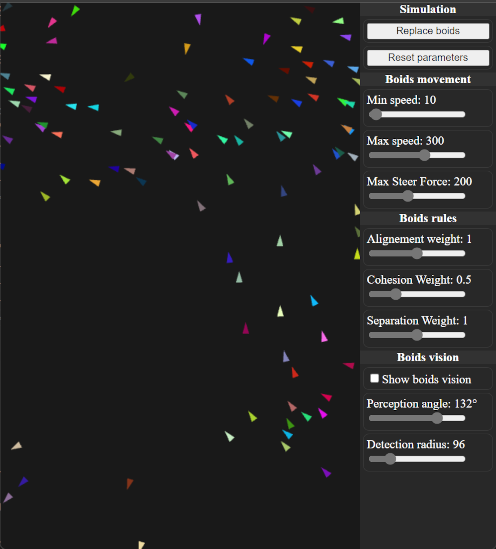 Simulation
Replace boids
Reset parameters
Boids movement
Min speed: 10
Max speed: 300
Max Steer Force: 200
Boids rules
Alignement weight: 1
Cohesion Weight: 0.5
Separation Weight: 1
Boids vision
Show boids vision
Perception angle: 132°
Detection radius: 96